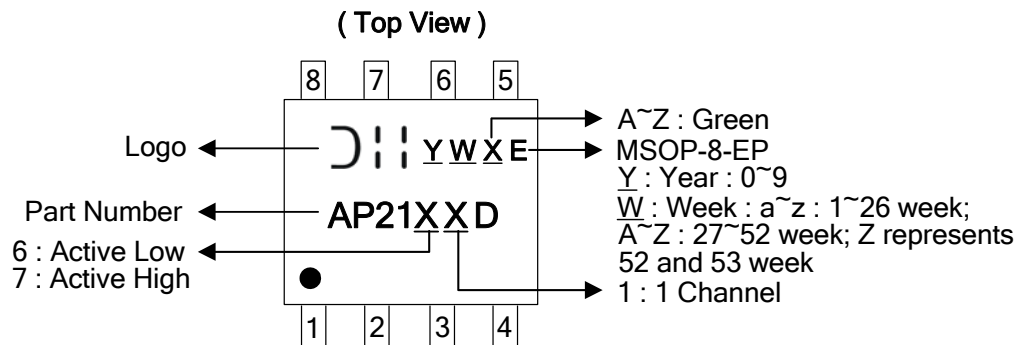 ( Top View )
8 7 6 5
Logo
Y W X E
A~Z : Green
MSOP-8-EP
Y : Year : 0~9
W : Week : a~z : 1~26 week;
A~Z : 27~52 week; Z represents
52 and 53 week
1 : 1 Channel
Part Number
AP21XXD
6 : Active Low
7 : Active High
1 2 3 4